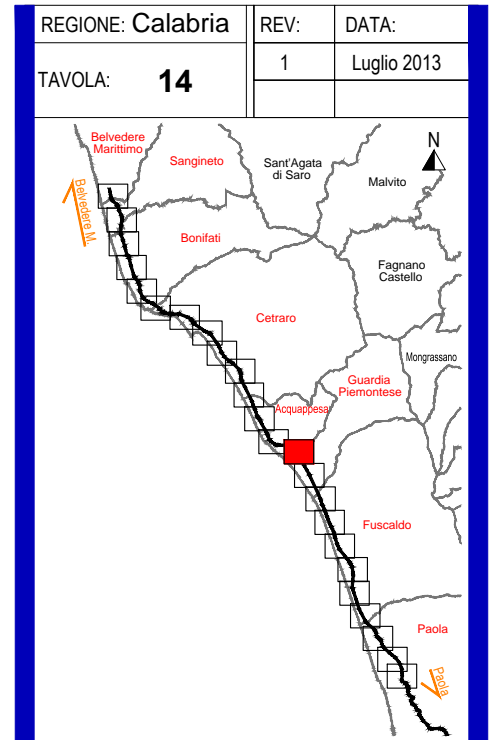 REGIONE: Calabria
REV:
DATA:
TAVOLA: 14
1
Luglio 2013
Belvedere
Marittimo
Sangineto
Sant'Agata
di Saro
N
Malvito
Belvedere M.
Bonifati
Fagnano
Castello
Cetraro
Mongrassano
Guardia
Piemontese
Acquappesa
Fuscaldo
Paola
Paola